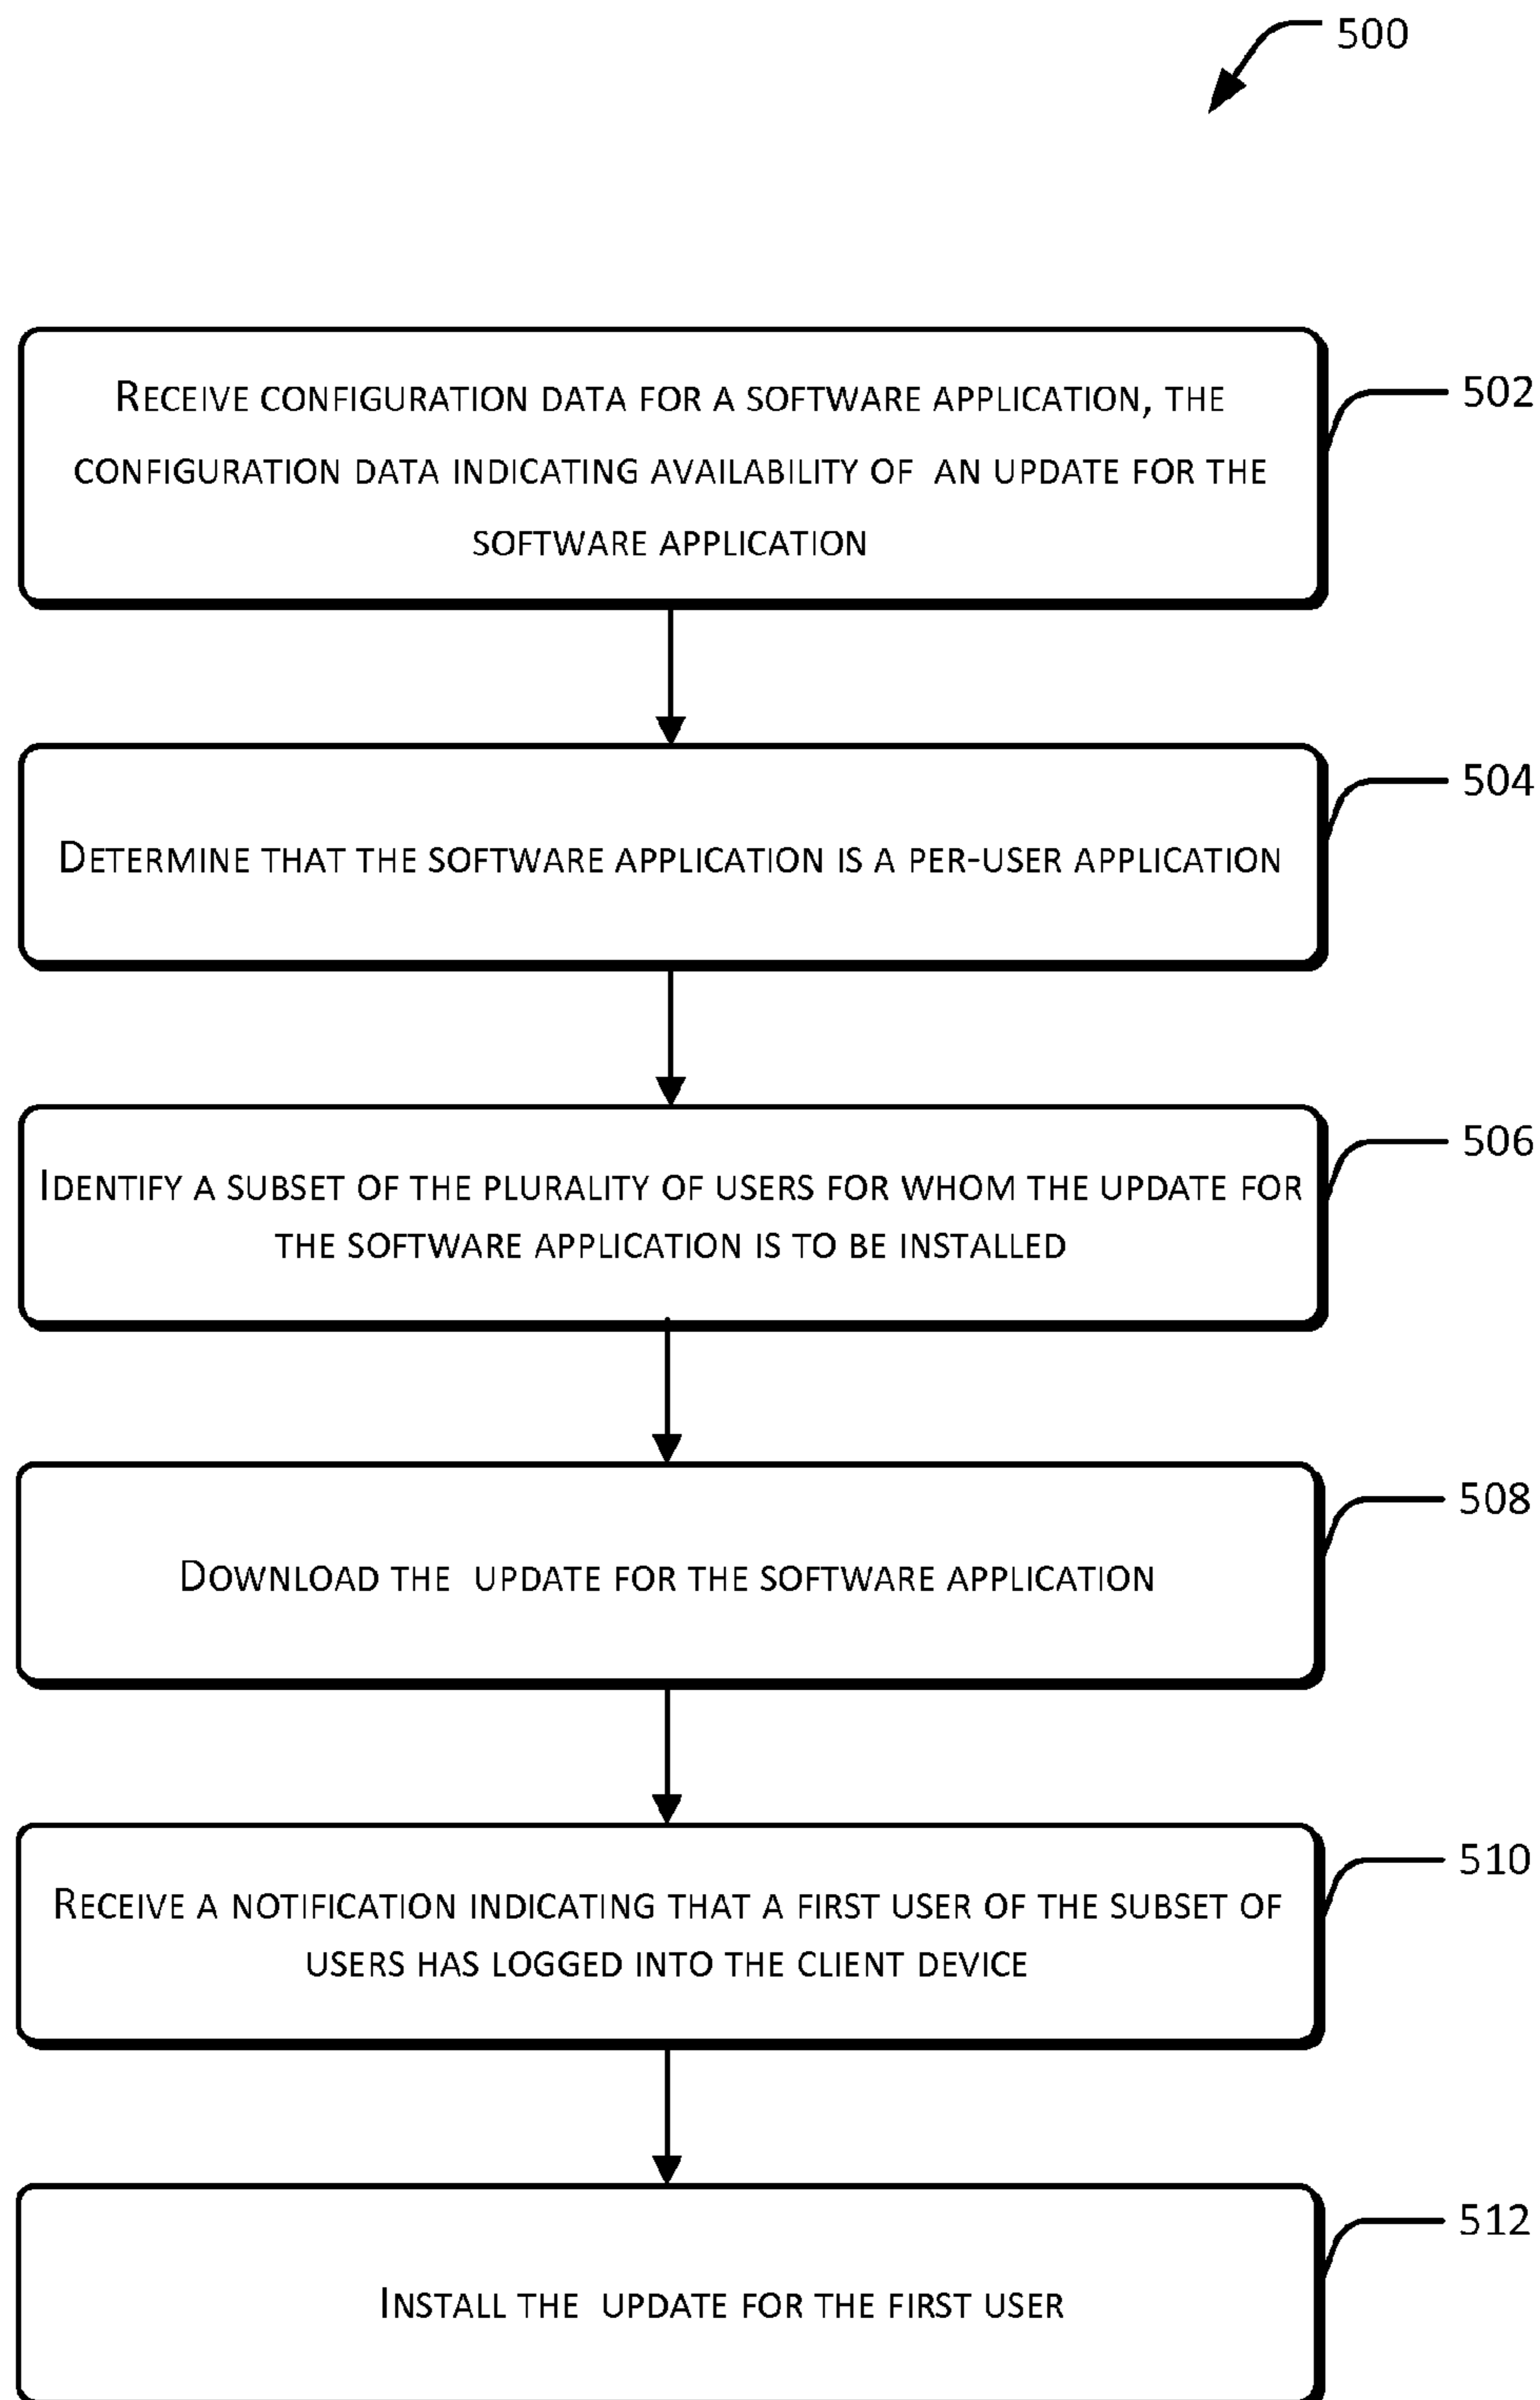 500
RECEIVE CONFIGURATION DATA FOR A SOFTWARE APPLICATION, THE
CONFIGURATION DATA INDICATING AVAILABILITY OF AN UPDATE FOR THE
SOFTWARE APPLICATION
502
DETERMINE THAT THE SOFTWARE APPLICATION IS A PER-USER APPLICATION
504
IDENTIFY A SUBSET OF THE PLURALITY OF USERS FOR WHOM THE UPDATE FOR
THE SOFTWARE APPLICATION IS TO BE INSTALLED
506
DOWNLOAD THE UPDATE FOR THE SOFTWARE APPLICATION
508
RECEIVE A NOTIFICATION INDICATING THAT A FIRST USER OF THE SUBSET OF
USERS HAS LOGGED INTO THE CLIENT DEVICE
510
INSTALL THE UPDATE FOR THE FIRST USER
512